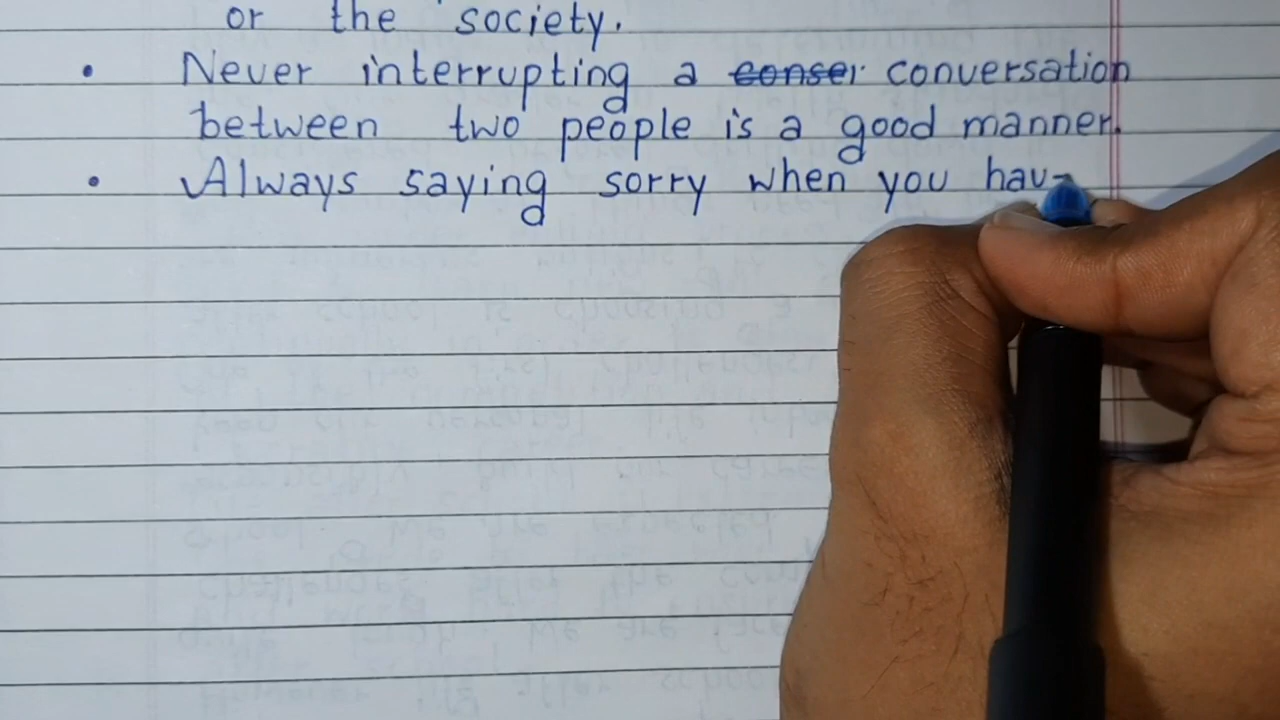 or the society.
• Never interrupting a conser conversation
between two people is a good manner.
• Always saying sorry when you hav